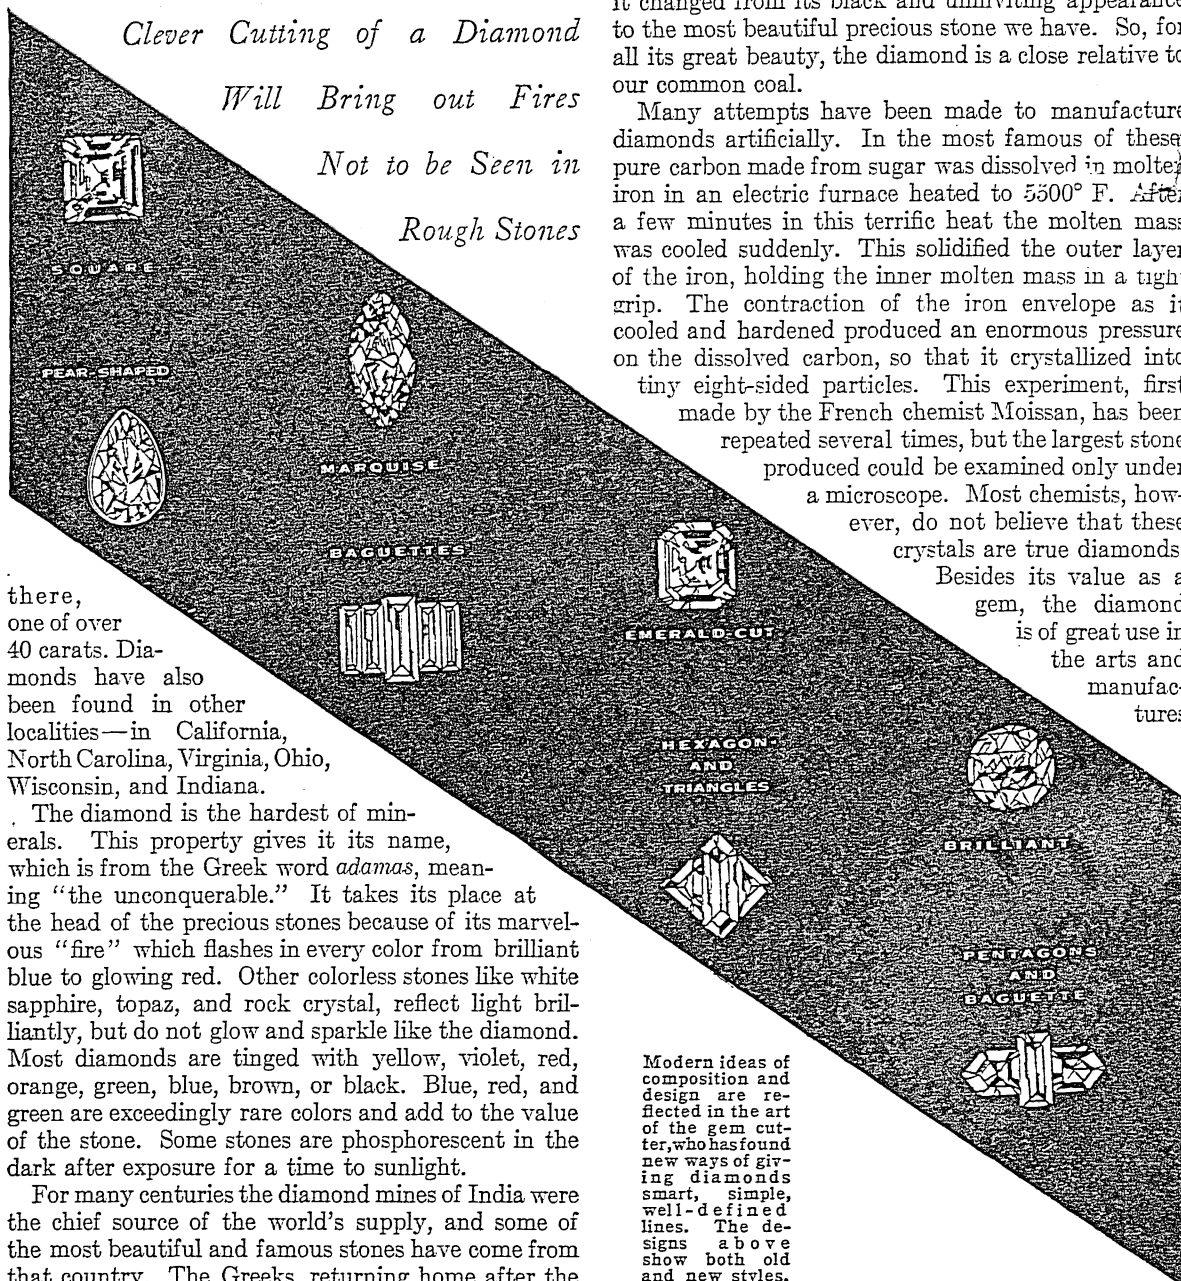 Clever Cutting of a Diamond
Will Bring out Fires
Not to be Seen in
Rough Stones
SQUARE
PEAR-SHAPED
MARQUISE
BAGUETTES
EMERALD-CUT
HEXAGON
AND
TRIANGLES
BRILLIANT
PENTAGONS
AND
BAGUETTE
there,
one of over
40 carats. Dia-
monds have also
been found in other
localities—in California,
North Carolina, Virginia, Ohio,
Wisconsin, and Indiana.
The diamond is the hardest of min-
erals. This property gives it its name,
which is from the Greek word adamas, mean-
ing "the unconquerable." It takes its place at
the head of the precious stones because of its marvel-
ous "fire" which flashes in every color from brilliant
blue to glowing red. Other colorless stones like white
sapphire, topaz, and rock crystal, reflect light bril-
liantly, but do not glow and sparkle like the diamond.
Most diamonds are tinged with yellow, violet, red,
orange, green, blue, brown, or black. Blue, red, and
green are exceedingly rare colors and add to the value
of the stone. Some stones are phosphorescent in the
dark after exposure for a time to sunlight.
For many centuries the diamond mines of India were
the chief source of the world's supply, and some of
the most beautiful and famous stones have come from
that country. The Greeks, returning home after the
it changed from its black and uninviting appearance
to the most beautiful precious stone we have. So, for
all its great beauty, the diamond is a close relative to
our common coal.
Many attempts have been made to manufacture
diamonds artificially. In the most famous of these
pure carbon made from sugar was dissolved in molten
iron in an electric furnace heated to 5500° F. After
a few minutes in this terrific heat the molten mass
was cooled suddenly. This solidified the outer layer
of the iron, holding the inner molten mass in a tight
grip. The contraction of the iron envelope as it
cooled and hardened produced an enormous pressure
on the dissolved carbon, so that it crystallized into
tiny eight-sided particles. This experiment, first
made by the French chemist Moissan, has been
repeated several times, but the largest stone
produced could be examined only under
a microscope. Most chemists, how-
ever, do not believe that these
crystals are true diamonds
Besides its value as a
gem, the diamond
is of great use in
the arts and
manufac-
tures
Modern ideas of
composition and
design are re-
flected in the art
of the gem cut-
ter, who has found
new ways of giv-
ing diamonds
smart, simple,
well-defined
lines. The de-
signs above
show both old
and new styles.